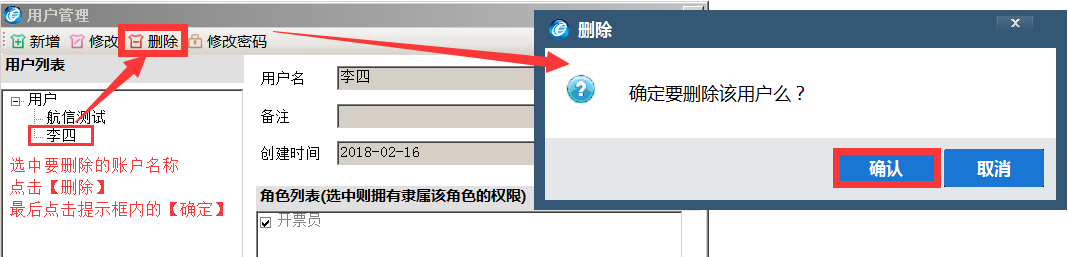 用户管理
新增 修改 删除 修改密码
用户列表
用户
航信测试
李四
选中要删除的账户名称
点击【删除】
最后点击提示框内的【确定】
用户名 李四
备注
创建时间 2018-02-16
角色列表(选中则拥有隶属该角色的权限)
开票员
删除
x
确定要删除该用户么？
确认 取消